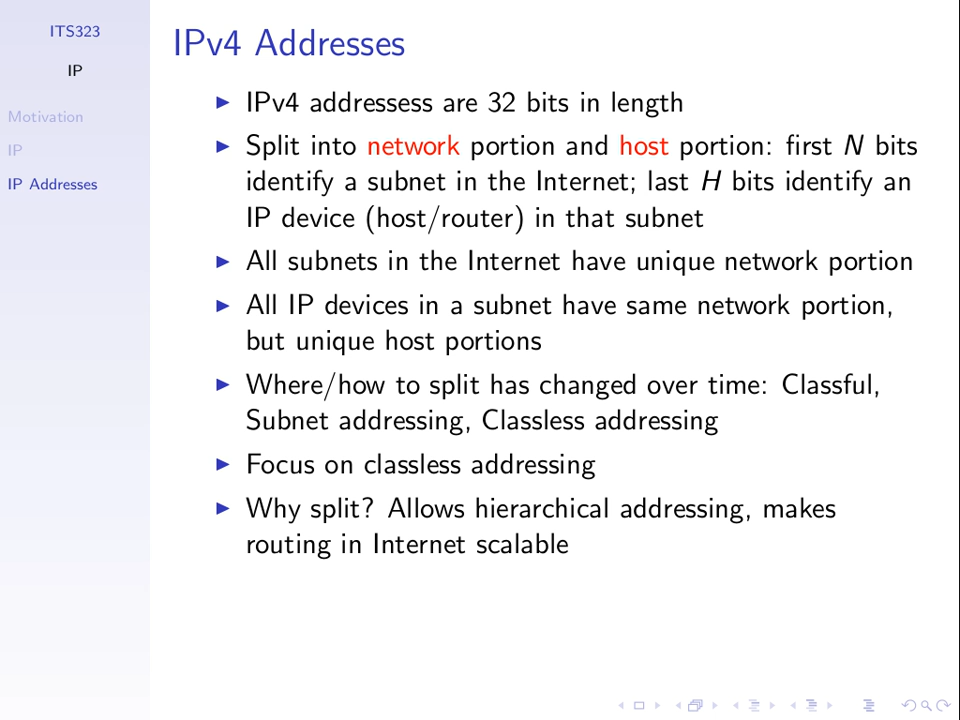 ITS323
IP
Motivation
IP
IP Addresses
IPv4 Addresses
IPv4 addressess are 32 bits in length
Split into network portion and host portion: first N bits
identify a subnet in the Internet; last H bits identify an
IP device (host/router) in that subnet
All subnets in the Internet have unique network portion
All IP devices in a subnet have same network portion,
but unique host portions
Where/how to split has changed over time: Classful,
Subnet addressing, Classless addressing
Focus on classless addressing
Why split? Allows hierarchical addressing, makes
routing in Internet scalable